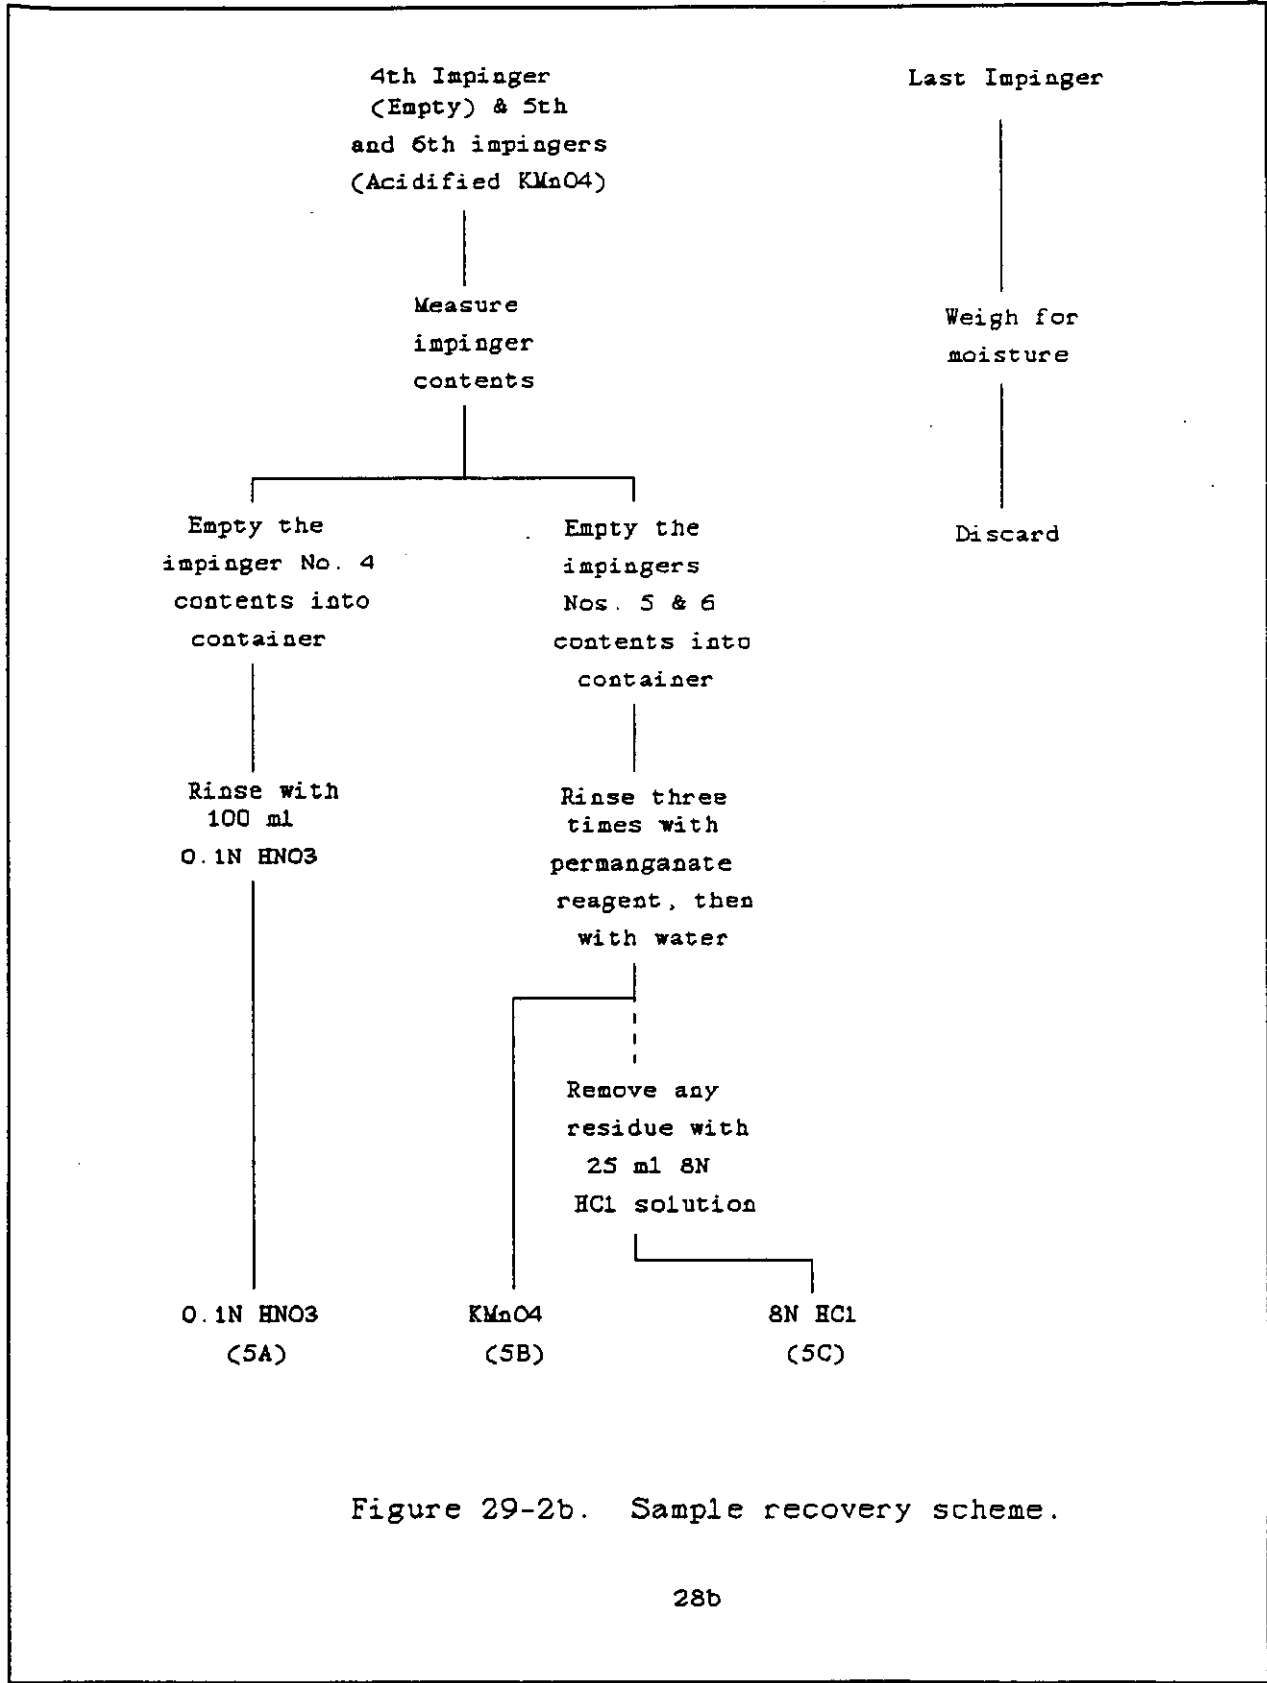 4th Impinger
(Empty) & 5th
and 6th impingers
(Acidified KMnO4)
Measure
impinger
contents
Empty the
impinger No. 4
contents into
container
Rinse with
100 ml
0.1N HNO3
0.1N HNO3
(5A)
Empty the
impingers
Nos. 5 & 6
contents into
container
Rinse three
times with
permanganate
reagent, then
with water
KMnO4
(5B)
Remove any
residue with
25 ml 8N
HCl solution
8N HCl
(5C)
Last Impinger
Weigh for
moisture
Discard
Figure 29-2b. Sample recovery scheme.
28b